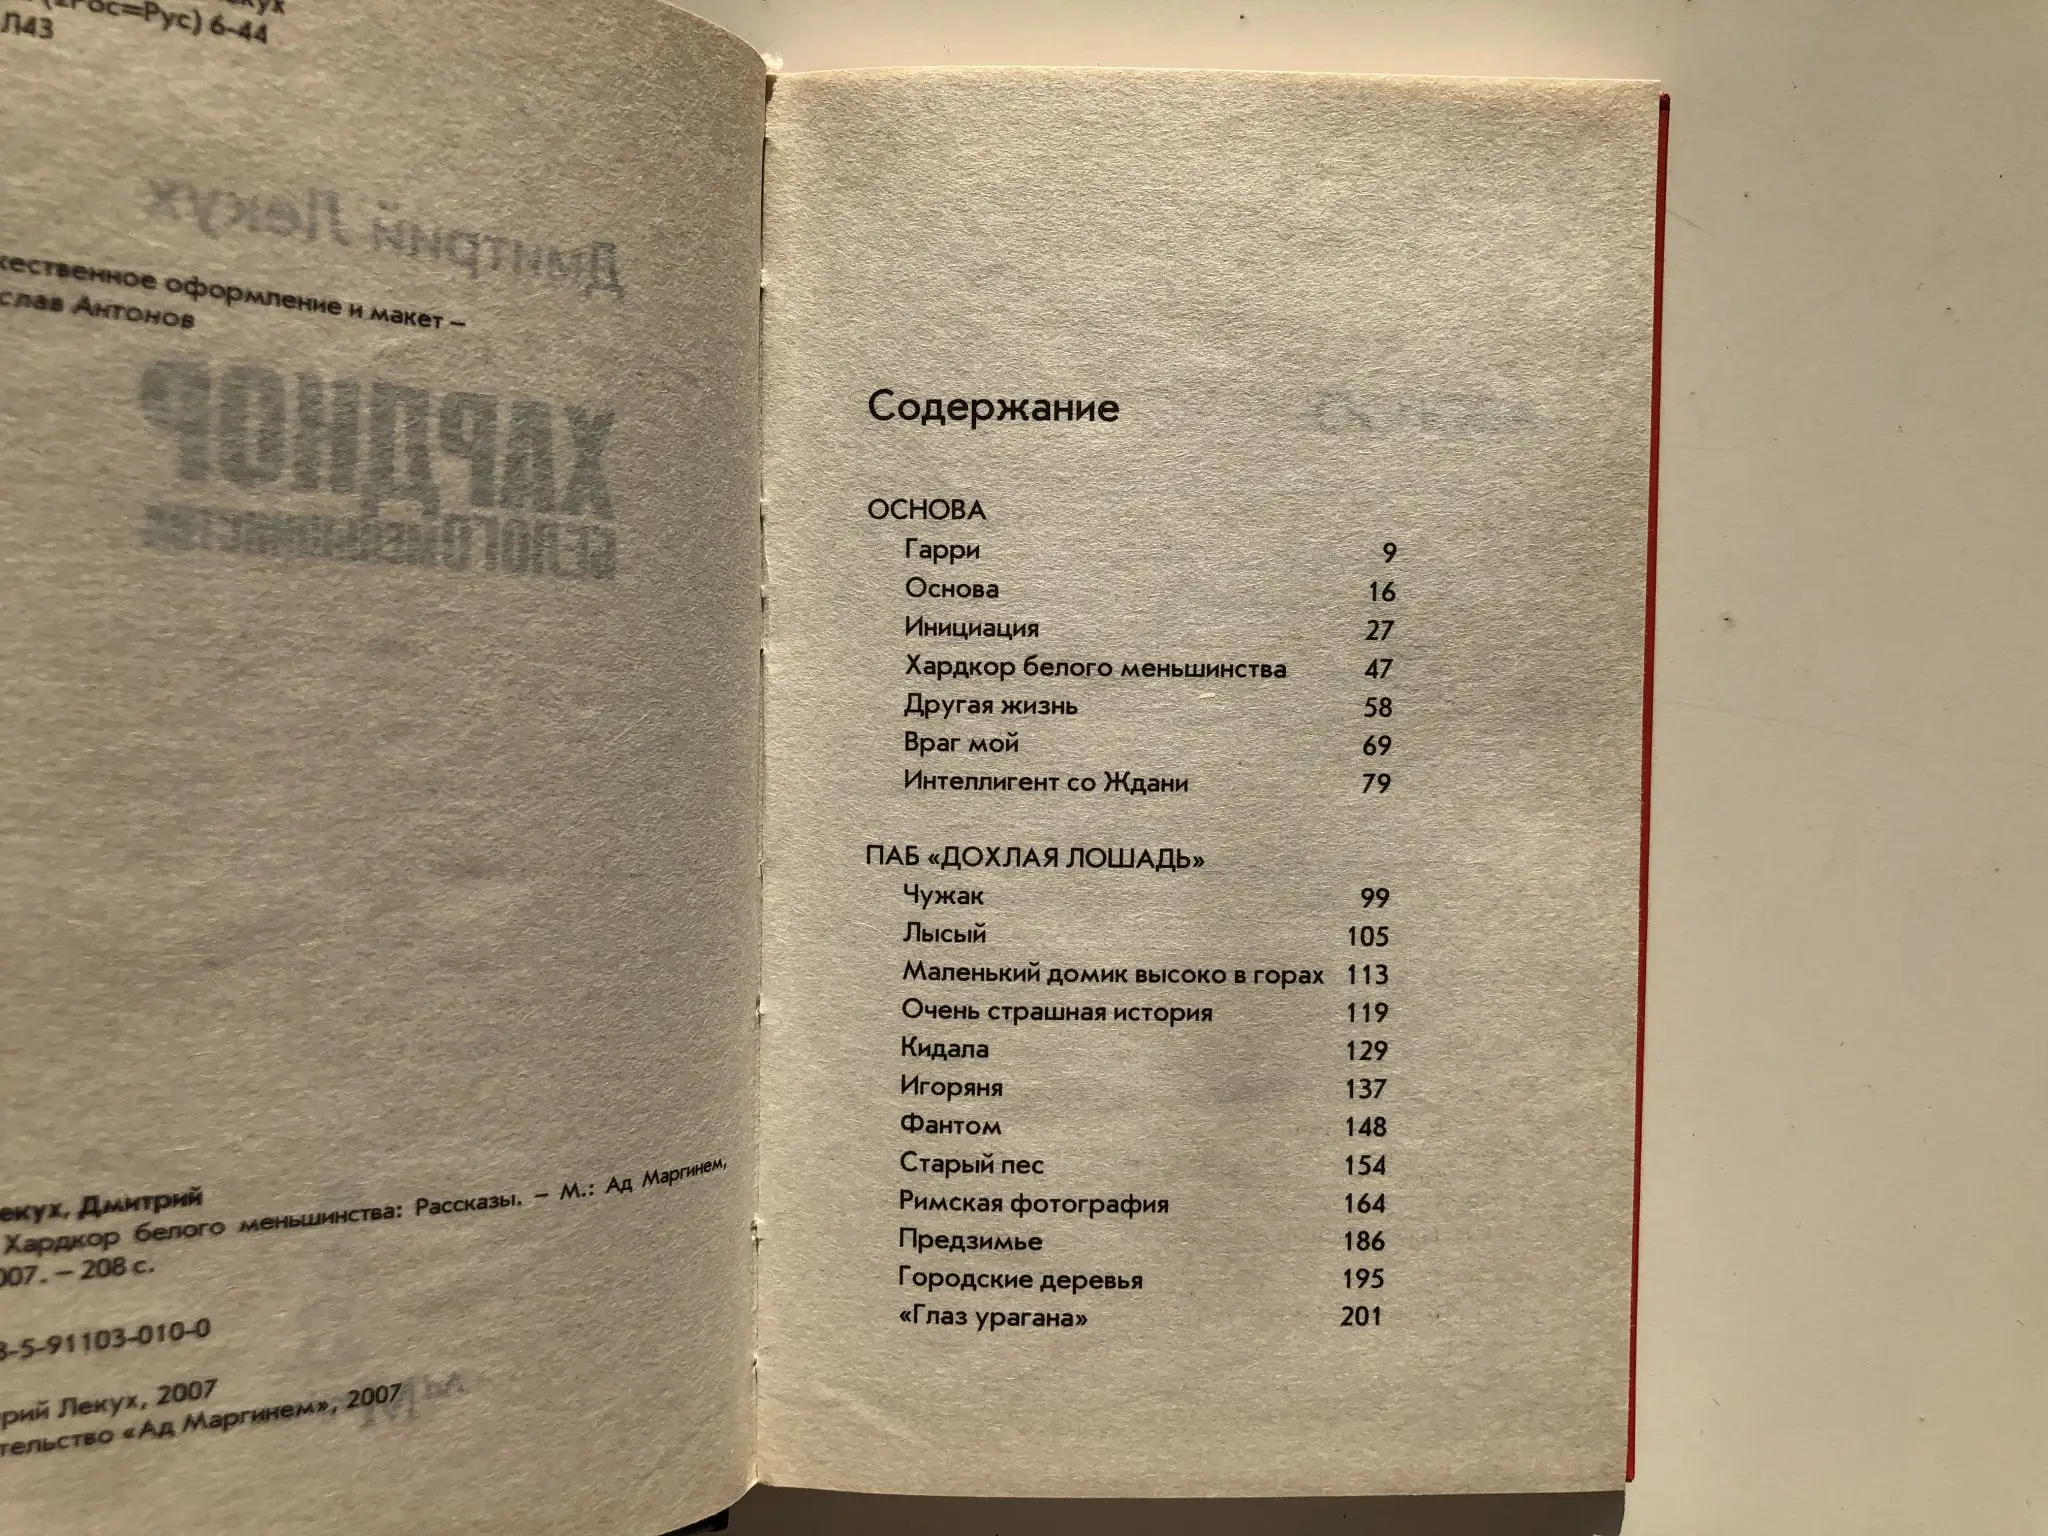 Рос=Рус) 6-44
Л43
жественное оформление и макет –
слав Антонов
екух, Дмитрий
Хардкор белого меньшинства: Рассказы. – М.: Ад Маргинем,
007. – 208 с.
8-5-91103-010-0
рий Лекух, 2007
тельство «Ад Маргинем», 2007
Дмитрий Лекух
ХАРДКОР
БЕЛОГО МЕНЬШИНСТВА
Содержание
ОСНОВА
Гарри 9
Основа 16
Инициация 27
Хардкор белого меньшинства 47
Другая жизнь 58
Враг мой 69
Интеллигент со Ждани 79
ПАБ «ДОХЛАЯ ЛОШАДЬ»
Чужак 99
Лысый 105
Маленький домик высоко в горах 113
Очень страшная история 119
Кидала 129
Игоряня 137
Фантом 148
Старый пес 154
Римская фотография 164
Предзимье 186
Городские деревья 195
«Глаз урагана» 201